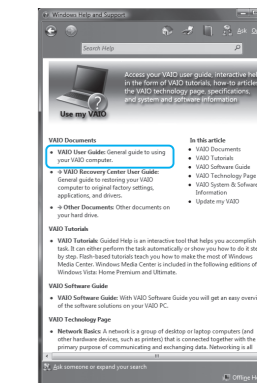 Windows Help and Support
Ask
Search Help
Access your VAIO user guide, interactive hel
in the form of VAIO tutorials, how-to articles
the VAIO technology page, specifications,
and system and software information
Use my VAIO
VAIO Documents
• VAIO User Guide: General guide to using
your VAIO computer.
• → VAIO Recovery Center User Guide:
General guide to restoring your VAIO
computer to original factory settings,
applications, and drivers.
• → Other Documents: Other documents on
your hard drive.
In this article
• VAIO Documents
• VAIO Tutorials
• VAIO Software Guide
• VAIO Technology Page
• VAIO System & Sofware
Information
• Update my VAIO
VAIO Tutorials
• VAIO Tutorials: Guided Help is an interactive tool that helps you accomplish
task. It can either perform the task automatically or show you how to do it ste
by step. Flash-based tutorials teach you how to make the most of Windows
Media Center. Windows Media Center is included in the following editions of
Windows Vista: Home Premium and Ultimate.
VAIO Software Guide
• VAIO Software Guide: With VAIO Software Guide you will get an easy overvi
of the software solutions on your VAIO PC.
VAIO Technology Page
• Network Basics: A network is a group of desktop or laptop computers (and
other hardware devices, such as printers) that is connected together with the
primary purpose of communicating and exchanging data. Networking is all
Ask someone or expand your search
Offline He